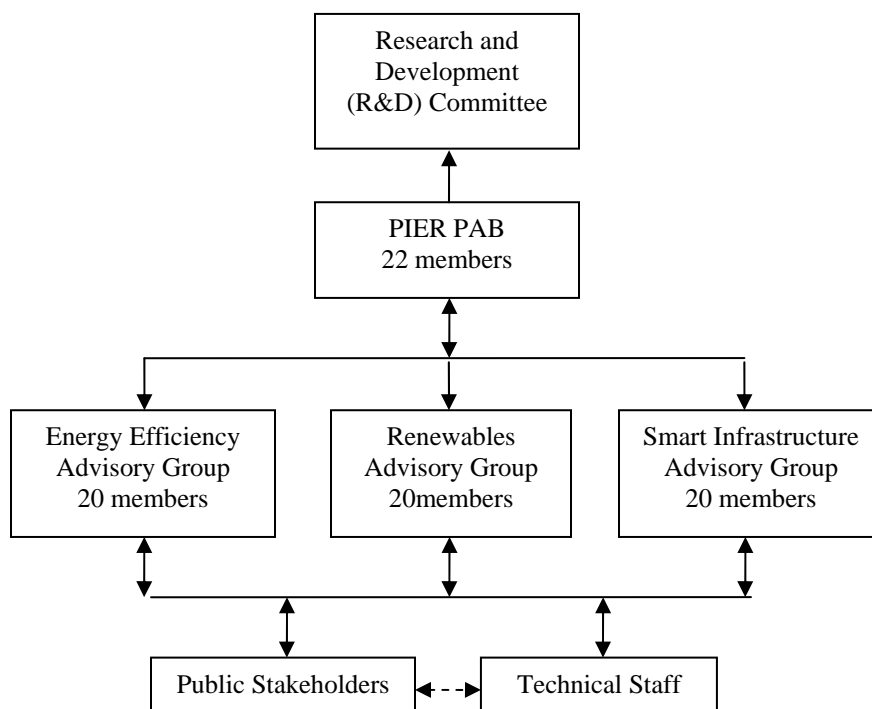 Research and
Development
(R&D) Committee
PIER PAB
22 members
Energy Efficiency
Advisory Group
20 members
Renewables
Advisory Group
20members
Smart Infrastructure
Advisory Group
20 members
Public Stakeholders
Technical Staff